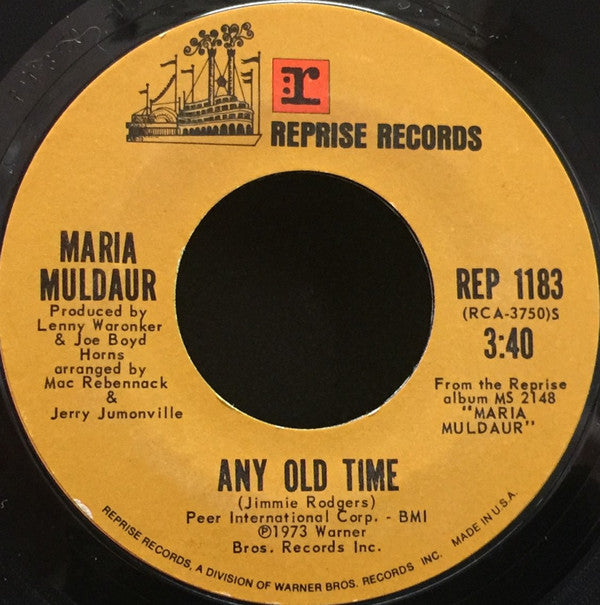 :r
REPRISE RECORDS
MARIA
MULDAUR
Produced by
Lenny Waronker
& Joe Boyd
Horns
arranged by
Mac Rebennack
&
Jerry Jumonville
REP 1183
(RCA-3750)S
3:40
From the Reprise
album MS 2148
"MARIA
MULDAUR"
ANY OLD TIME
(Jimmie Rodgers)
Peer International Corp. - BMI
℗1973 Warner
Bros. Records Inc.
REPRISE RECORDS, A DIVISION OF WARNER BROS. RECORDS INC. MADE IN U.S.A.